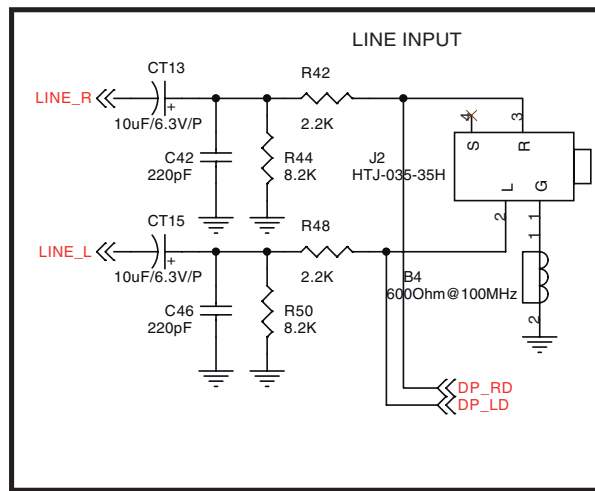 LINE INPUT
CT13
R42
LINE_R
+
4
3
10uF/6.3V/P
2.2K
S
R
C42
220pF
R44
8.2K
J2
HTJ-035-35H
L
G
CT15
R48
2
1
LINE_L
+
1
10uF/6.3V/P
2.2K
B4
600Ohm@100MHz
C46
220pF
R50
8.2K
2
DP_RD
DP_LD